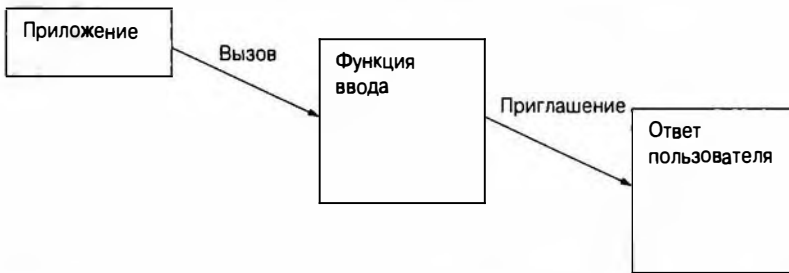 Приложение
Вызов
Функция
ввода
Приглашение
Ответ
пользователя